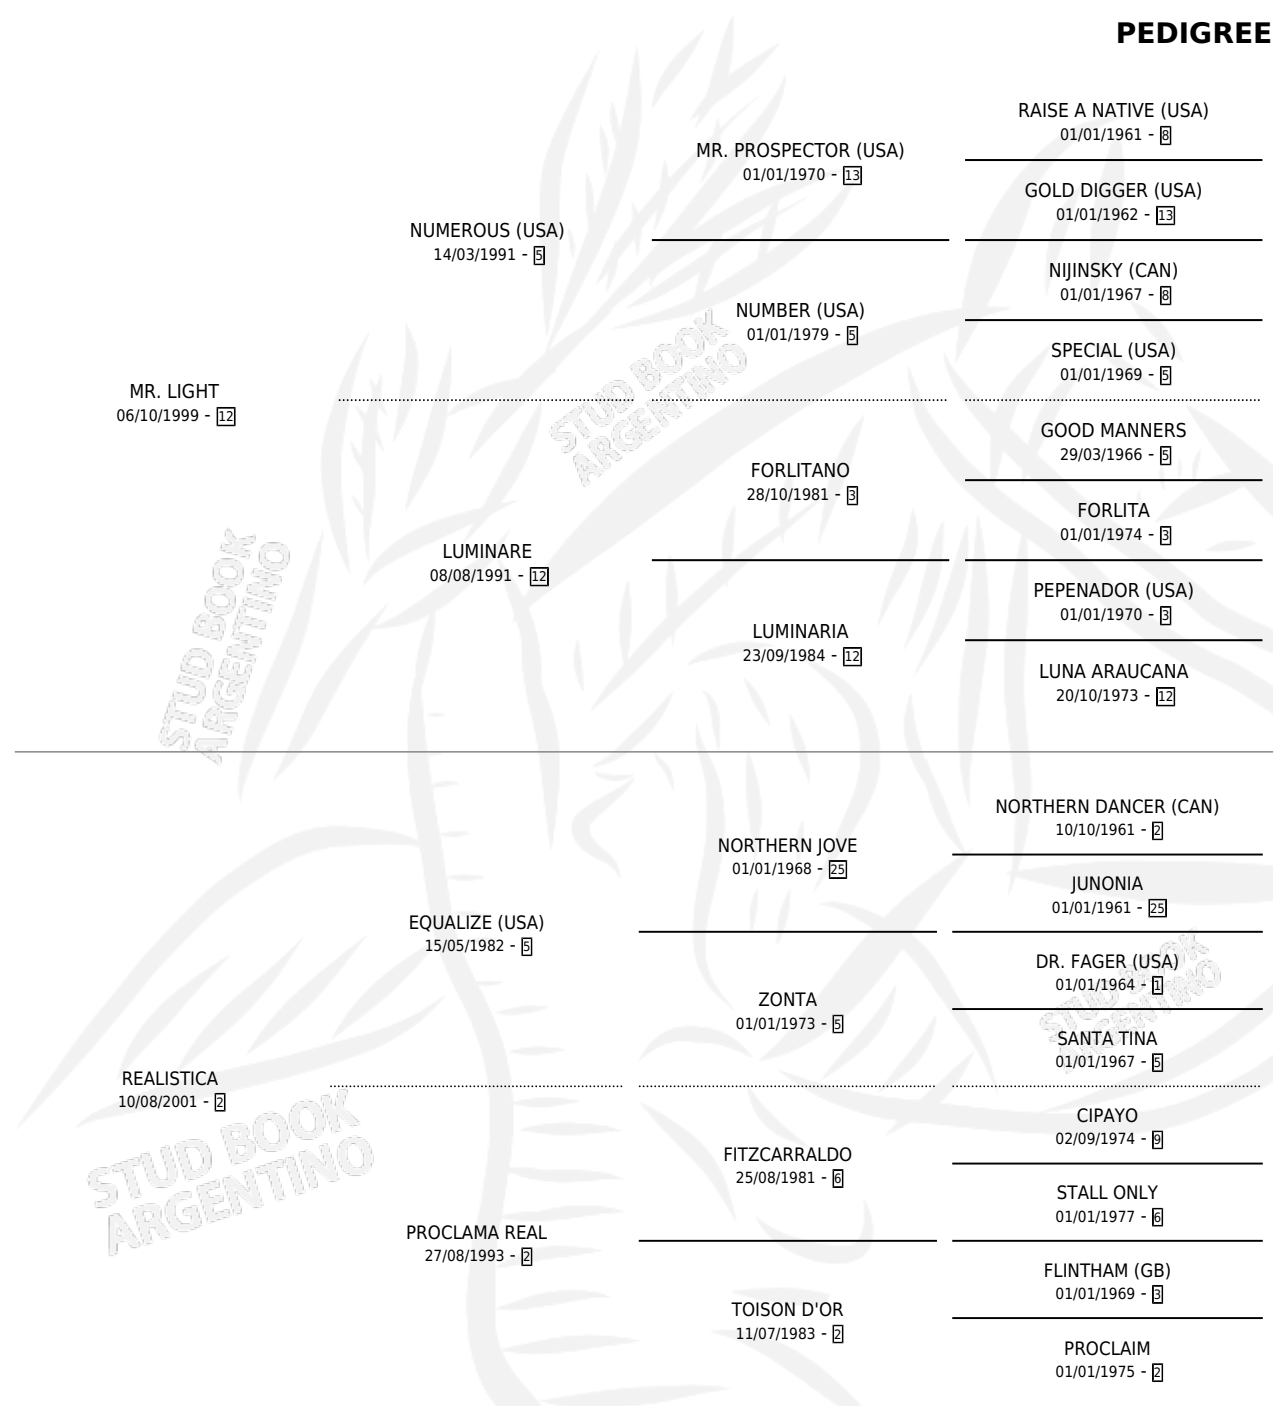 PEDIGREE
RAISE A NATIVE (USA)
01/01/1961 - 8
MR. PROSPECTOR (USA)
01/01/1970 - 13
GOLD DIGGER (USA)
01/01/1962 - 13
NUMEROUS (USA)
14/03/1991 - 5
NIJINSKY (CAN)
01/01/1967 - 8
NUMBER (USA)
01/01/1979 - 5
SPECIAL (USA)
01/01/1969 - 5
MR. LIGHT
06/10/1999 - 12
GOOD MANNERS
29/03/1966 - 5
FORLITANO
28/10/1981 - 3
FORLITA
01/01/1974 - 3
LUMINARE
08/08/1991 - 12
PEPENADOR (USA)
01/01/1970 - 3
LUMINARIA
23/09/1984 - 12
LUNA ARAUCANA
20/10/1973 - 12
NORTHERN DANCER (CAN)
10/10/1961 - 2
NORTHERN JOVE
01/01/1968 - 25
JUNONIA
01/01/1961 - 25
EQUALIZE (USA)
15/05/1982 - 5
DR. FAGER (USA)
01/01/1964 - 1
ZONTA
01/01/1973 - 5
SANTA TINA
01/01/1967 - 5
REALISTICA
10/08/2001 - 2
CIPAYO
02/09/1974 - 9
FITZCARRALDO
25/08/1981 - 6
STALL ONLY
01/01/1977 - 6
PROCLAMA REAL
27/08/1993 - 2
FLINTHAM (GB)
01/01/1969 - 3
TOISON D'OR
11/07/1983 - 2
PROCLAIM
01/01/1975 - 2
STUD BOOK
ARGENTINO
STUD BOOK
ARGENTINO
STUD BOOK
ARGENTINO
STUD BOOK
ARGENTINO